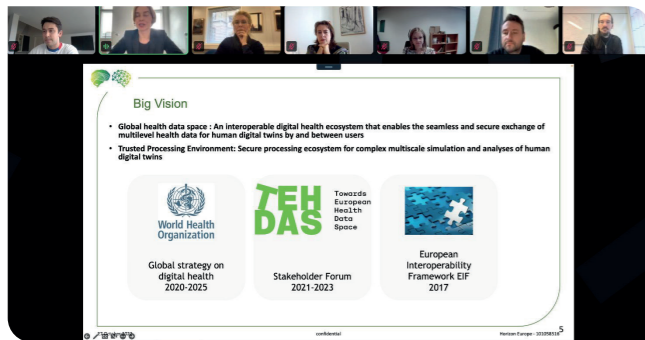 Big Vision
• Global health data space : An interoperable digital health ecosystem that enables the seamless and secure exchange of
multilevel health data for human digital twins by and between users
• Trusted Processing Environment: Secure processing ecosystem for complex multiscale simulation and analyses of human
digital twins
World Health
Organization
Global strategy on
digital health
2020-2025
TEHDAS
Towards
European
Health
Data
Space
Stakeholder Forum
2021-2023
European
Interoperability
Framework EIF
2017
confidential
Horizon Europe - 101058516
5